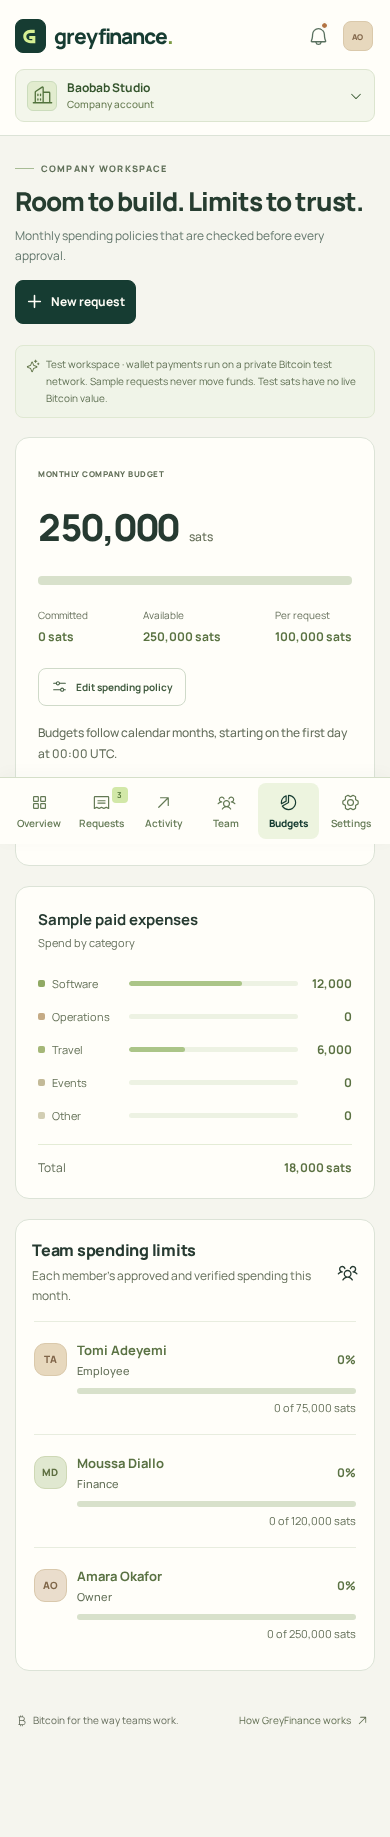 G greyfinance.
AO
Baobab Studio
Company account
COMPANY WORKSPACE
Room to build. Limits to trust.
Monthly spending policies that are checked before every
approval.
New request
Test workspace · wallet payments run on a private Bitcoin test
network. Sample requests never move funds. Test sats have no live
Bitcoin value.
MONTHLY COMPANY BUDGET
250,000 sats
Committed Available Per request
0 sats 250,000 sats 100,000 sats
Edit spending policy
Budgets follow calendar months, starting on the first day
at 00:00 UTC.
3
Overview Requests Activity Team Budgets Settings
Sample paid expenses
Spend by category
Software 12,000
Operations 0
Travel 6,000
Events 0
Other 0
Total 18,000 sats
Team spending limits
Each member's approved and verified spending this
month.
TA Tomi Adeyemi 0%
Employee
0 of 75,000 sats
MD Moussa Diallo 0%
Finance
0 of 120,000 sats
AO Amara Okafor 0%
Owner
0 of 250,000 sats
Bitcoin for the way teams work. How GreyFinance works